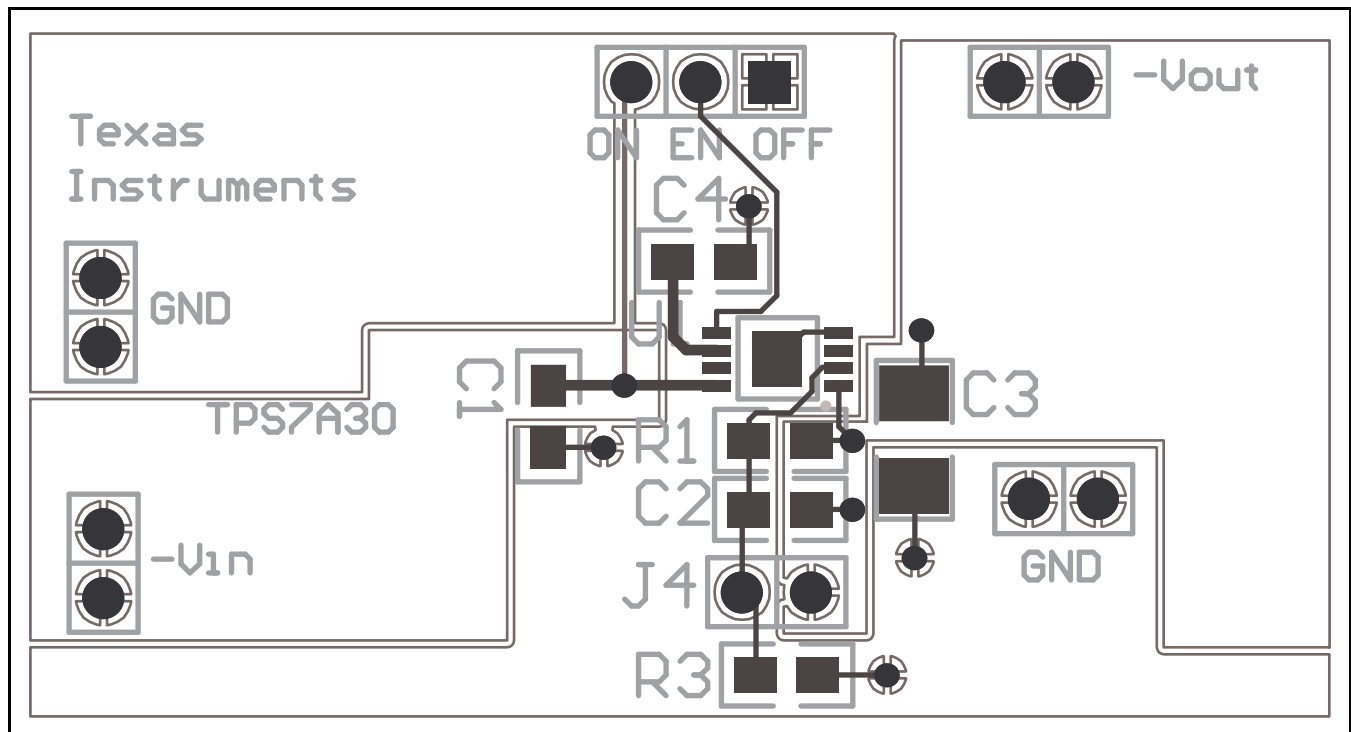 -Vout
Texas
Instruments
ON EN OFF
C4
GND
U1
C1
C3
TPS7A30
R1
C2
-Vin
GND
J4
R3